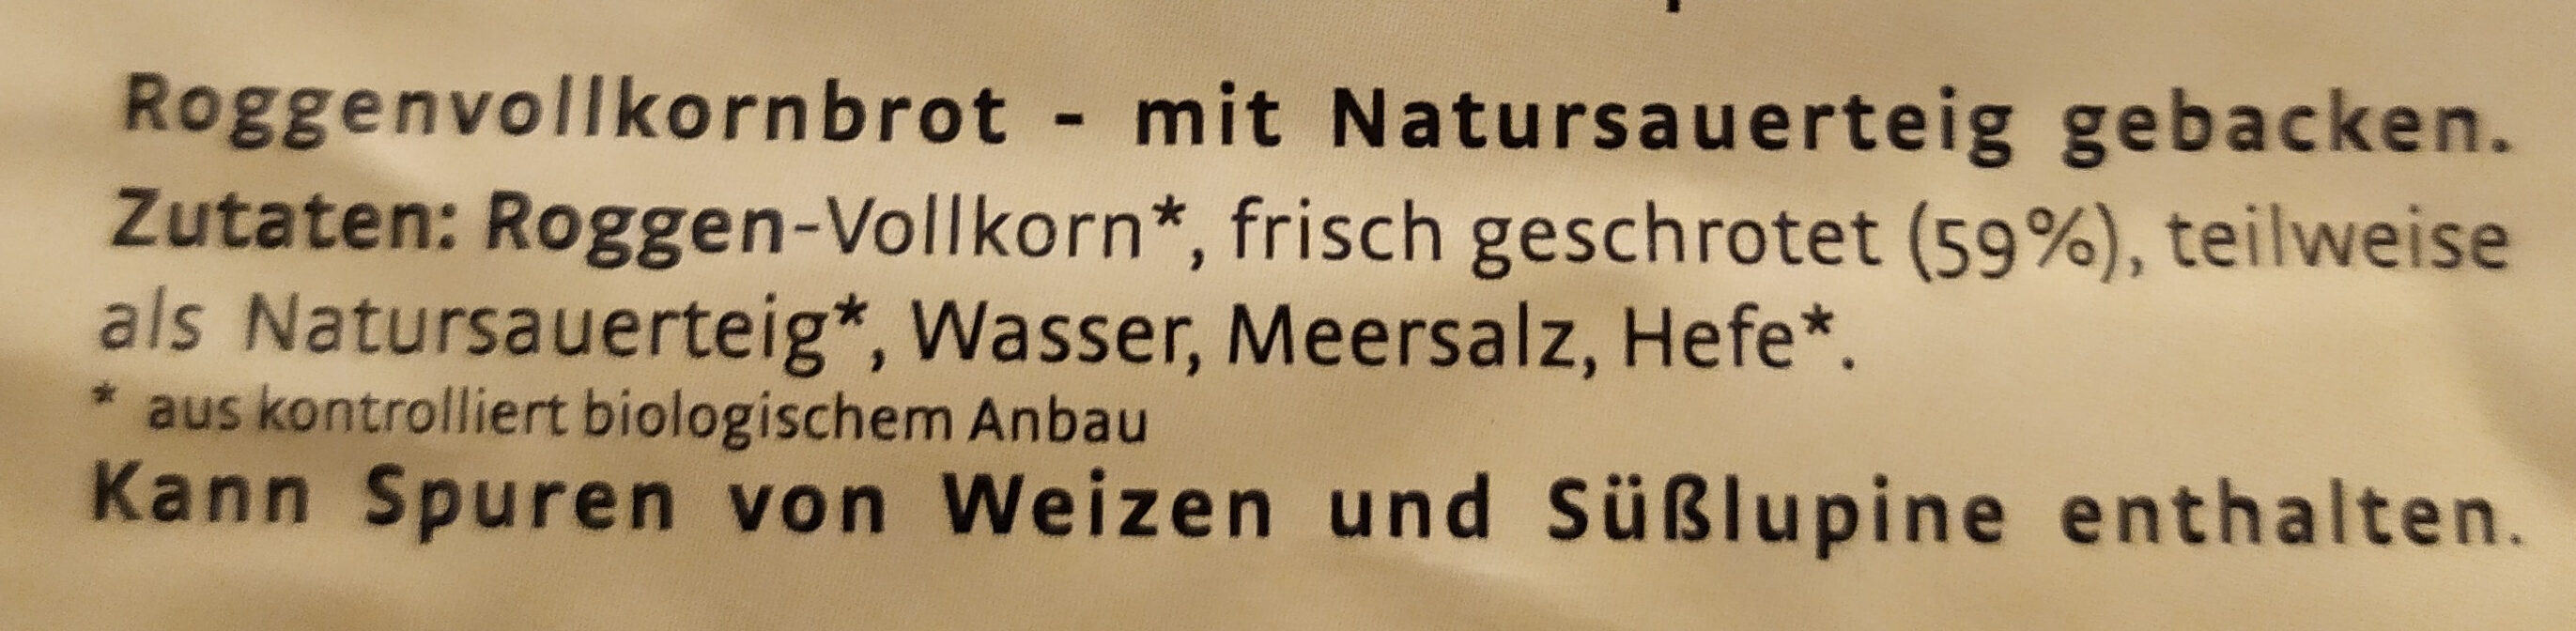 Roggenvollkornbrot - mit Natursauerteig gebacken.
Zutaten: Roggen-Vollkorn*, frisch geschrotet (59%), teilweise
als Natursauerteig*, Wasser, Meersalz, Hefe*.
* aus kontrolliert biologischem Anbau
Kann Spuren von Weizen und Süßlupine enthalten.